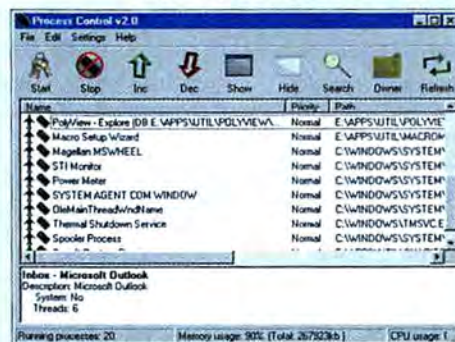 Process Control v2.0
File Edit Settings Help
Start Stop Inc Dec Show Hide Search Owner Refresh
Name Priority Path
PolyView - Explore (DB E:\APPS\UTIL\POLYVIEW\... Normal E:\APPS\UTIL\POLYVIE
Macro Setup Wizard Normal E:\APPS\UTIL\MACROM
Magellan MSWHEEL Normal C:\WINDOWS\SYSTEM
STI Monitor Normal C:\WINDOWS\SYSTEM
Power Meter Normal C:\WINDOWS\SYSTEM
SYSTEM AGENT COM WINDOW Normal C:\WINDOWS\SYSTEM
OleMainThreadWndName Normal C:\WINDOWS\SYSTEM
Thermal Shutdown Service Normal C:\WINDOWS\TMSVC.E
Spooler Process Normal C:\WINDOWS\SYSTEM
Inbox - Microsoft Outlook
Description: Microsoft Outlook
System: No
Threads: 6
Running processes: 20 Memory usage: 90% (Total: 267923kb) CPU usage: